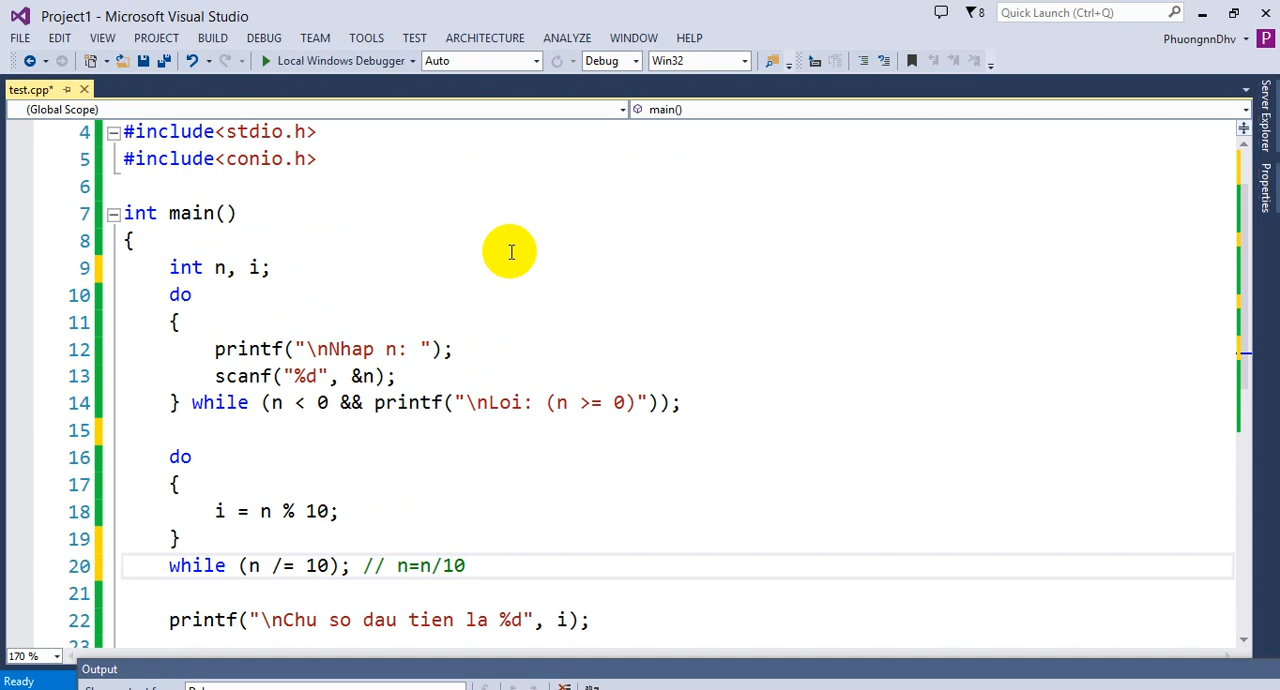 Project1 - Microsoft Visual Studio
8
Quick Launch (Ctrl+Q)
FILE EDIT VIEW PROJECT BUILD DEBUG TEAM TOOLS TEST ARCHITECTURE ANALYZE WINDOW HELP
PhuongnnDhv P
Local Windows Debugger Auto Debug Win32
test.cpp*
(Global Scope) main()
Server Explorer
Properties
4 #include<stdio.h>
5 #include<conio.h>
6
7 int main()
8 {
9 int n, i;
10 do
11 {
12 printf("\nNhap n: ");
13 scanf("%d", &n);
14 } while (n < 0 && printf("\nLoi: (n >= 0)"));
15
16 do
17 {
18 i = n % 10;
19 }
20 while (n /= 10); // n=n/10
21
22 printf("\nChu so dau tien la %d", i);
23
170 %
Output
Ready